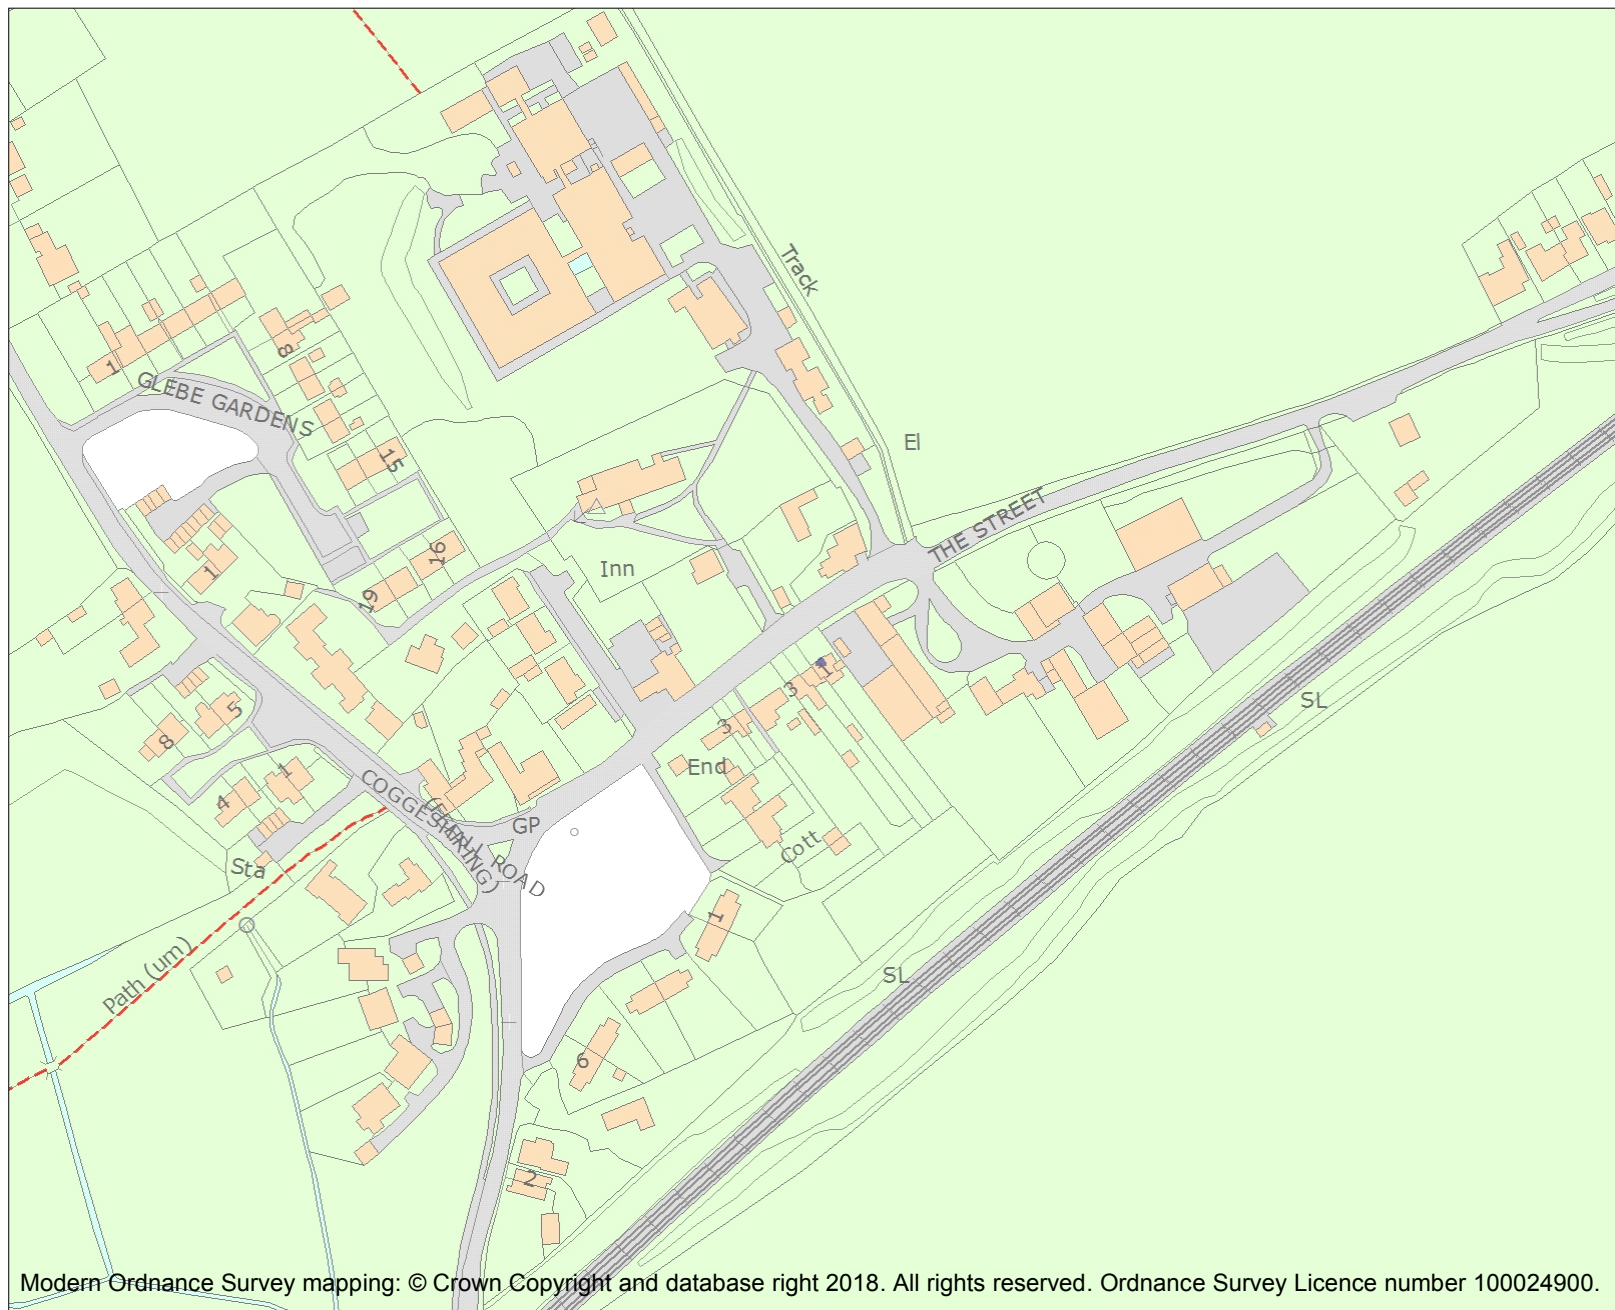 Track
1
8
GLEBE GARDENS
15
El
THE STREET
16
Inn
1
19
SL
5
3
1
3
8
End
1
4
COGGESHALL ROAD
GP
Cott
Sta
1
Path (um)
SL
6
2
Modern Ordnance Survey mapping: © Crown Copyright and database right 2018. All rights reserved. Ordnance Survey Licence number 100024900.